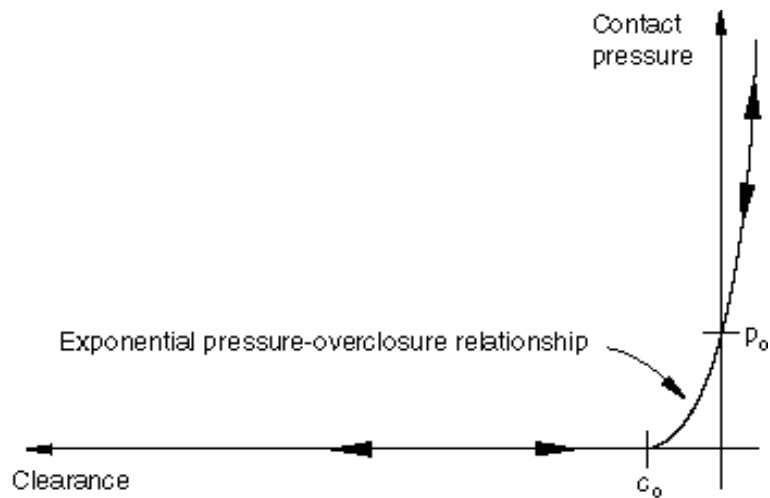 Contact
pressure
Exponential pressure-overclosure relationship
p₀
Clearance
c₀